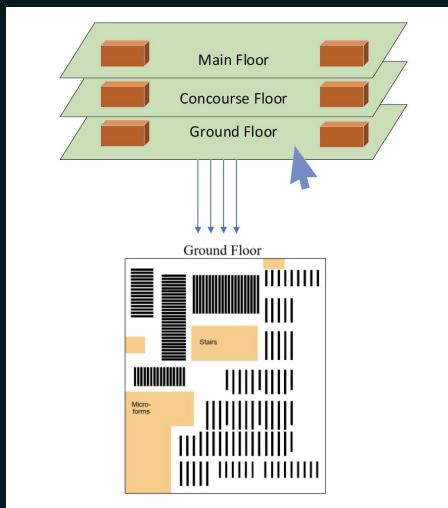 Main Floor
Concourse Floor
Ground Floor
Ground Floor
Stairs
Micro-
forms